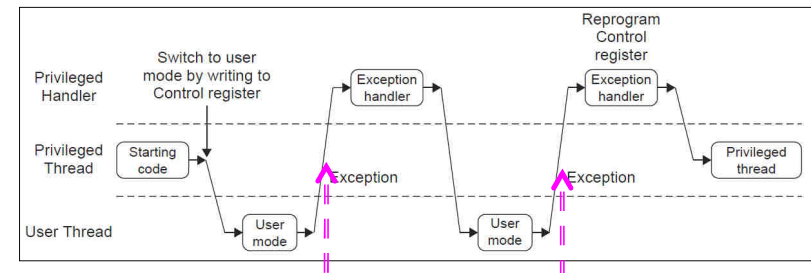 Reprogram
Control
register
Switch to user
mode by writing to
Control register
Privileged
Handler
Exception
handler
Exception
handler
Privileged
Thread
Starting
code
Privileged
thread
Exception
Exception
User Thread
User
mode
User
mode